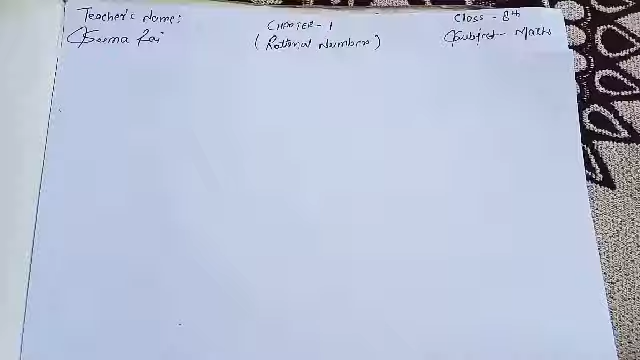 Teacher's Name:
Seema Rai
CHAPTER - 1
(Rational Numbers)
Class - 8th
Subject - Maths